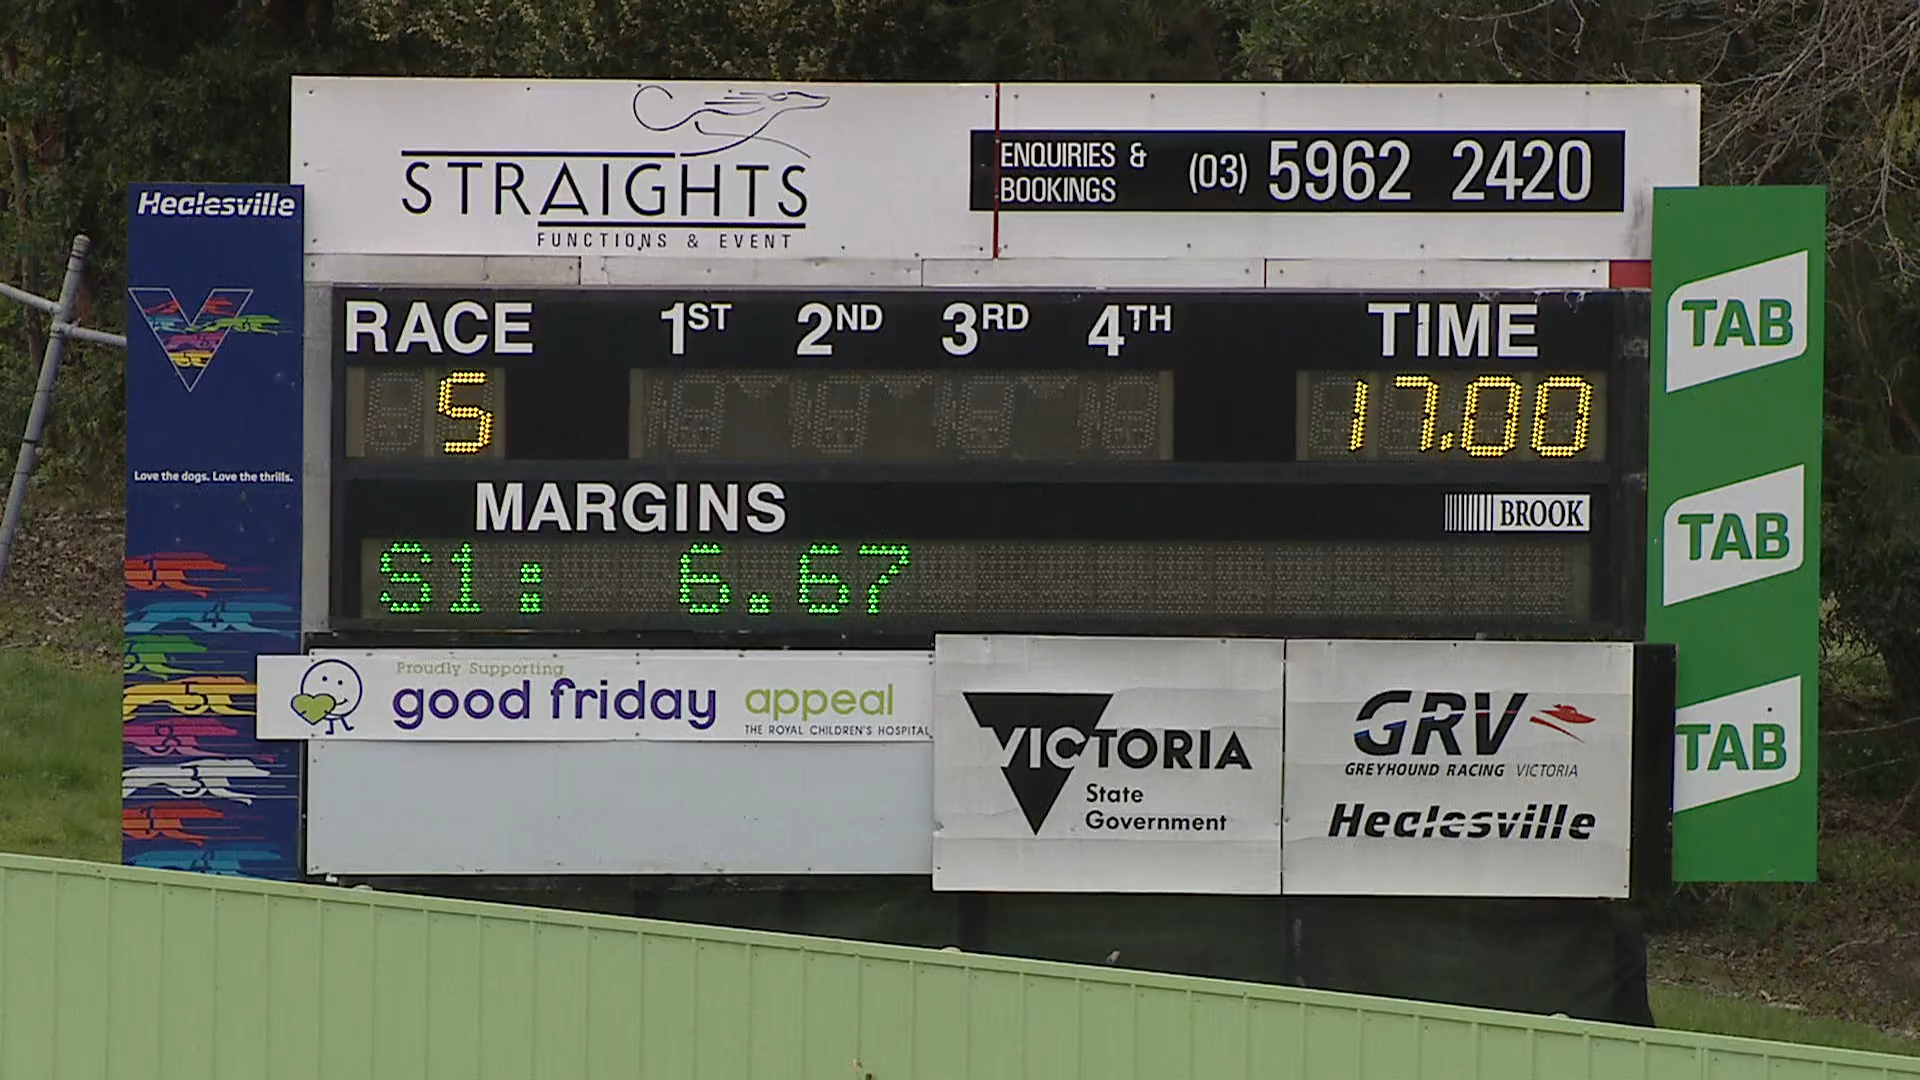 STRAIGHTS
FUNCTIONS & EVENT
ENQUIRIES &
BOOKINGS
(03) 5962 2420
Healesville
Love the dogs. Love the thrills.
RACE 1ST 2ND 3RD 4TH TIME
5 17.00
MARGINS BROOK
S1: 6.67
TAB
TAB
TAB
Proudly Supporting
good friday appeal
THE ROYAL CHILDREN'S HOSPITAL
VICTORIA
State
Government
GRV
GREYHOUND RACING VICTORIA
Healesville